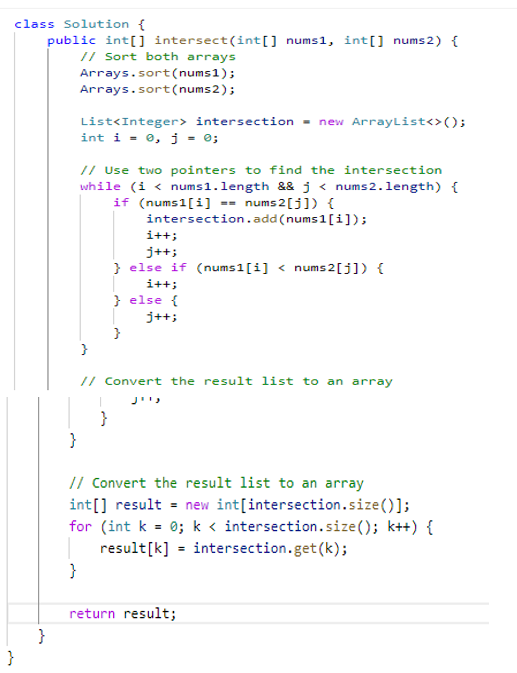 class Solution {
    public int[] intersect(int[] nums1, int[] nums2) {
        // Sort both arrays
        Arrays.sort(nums1);
        Arrays.sort(nums2);

        List<Integer> intersection = new ArrayList<>();
        int i = 0, j = 0;

        // Use two pointers to find the intersection
        while (i < nums1.length && j < nums2.length) {
            if (nums1[i] == nums2[j]) {
                intersection.add(nums1[i]);
                i++;
                j++;
            } else if (nums1[i] < nums2[j]) {
                i++;
            } else {
                j++;
            }
        }

        // Convert the result list to an array
            }
        }

        // Convert the result list to an array
        int[] result = new int[intersection.size()];
        for (int k = 0; k < intersection.size(); k++) {
            result[k] = intersection.get(k);
        }

        return result;
    }
}